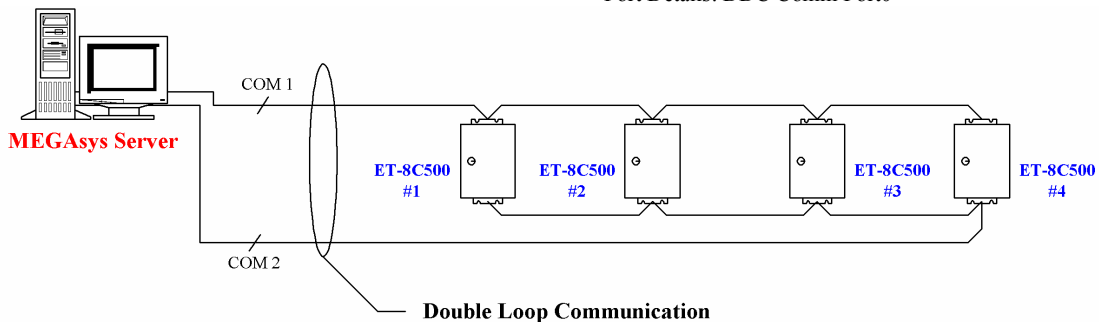 COM 1
MEGAsys Server
ET-8C500
#1
ET-8C500
#2
ET-8C500
#3
ET-8C500
#4
COM 2
Double Loop Communication